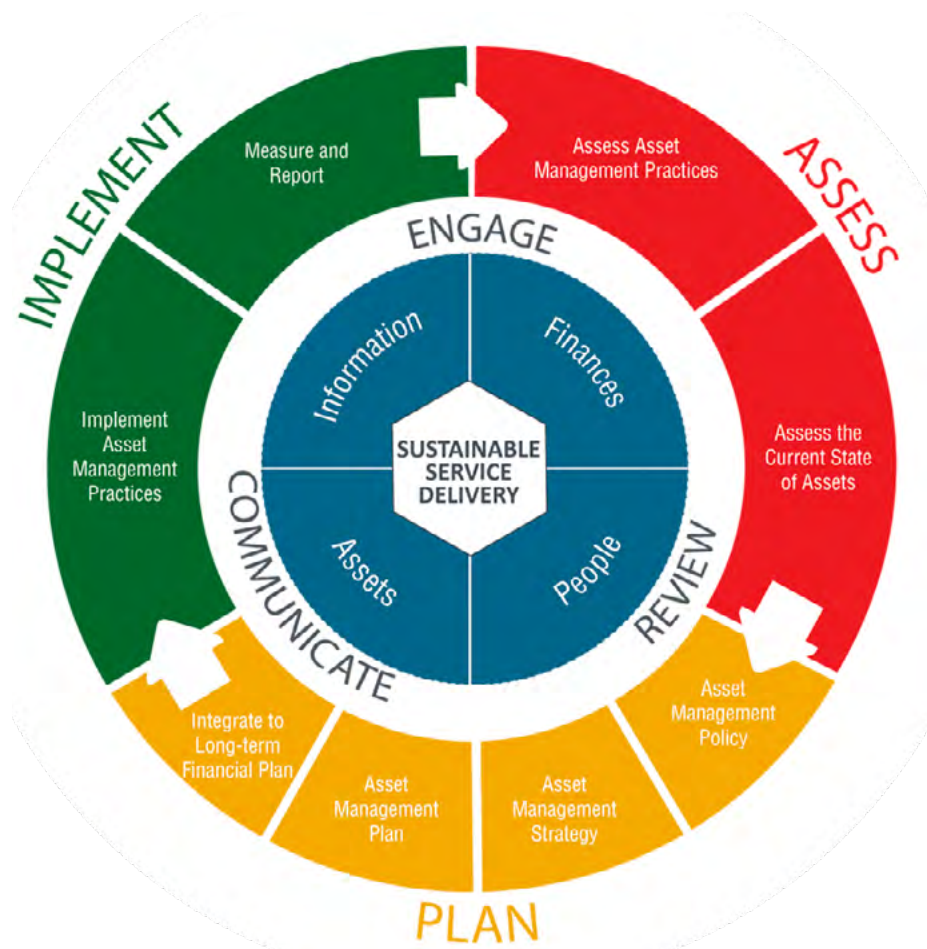 IMPLEMENT
ASSESS
PLAN
Measure and
Report
Assess Asset
Management Practices
Assess the
Current State
of Assets
Asset
Management
Policy
Asset
Management
Strategy
Asset
Management
Plan
Integrate to
Long-term
Financial Plan
Implement
Asset
Management
Practices
ENGAGE
REVIEW
COMMUNICATE
Information
Finances
People
Assets
SUSTAINABLE
SERVICE
DELIVERY